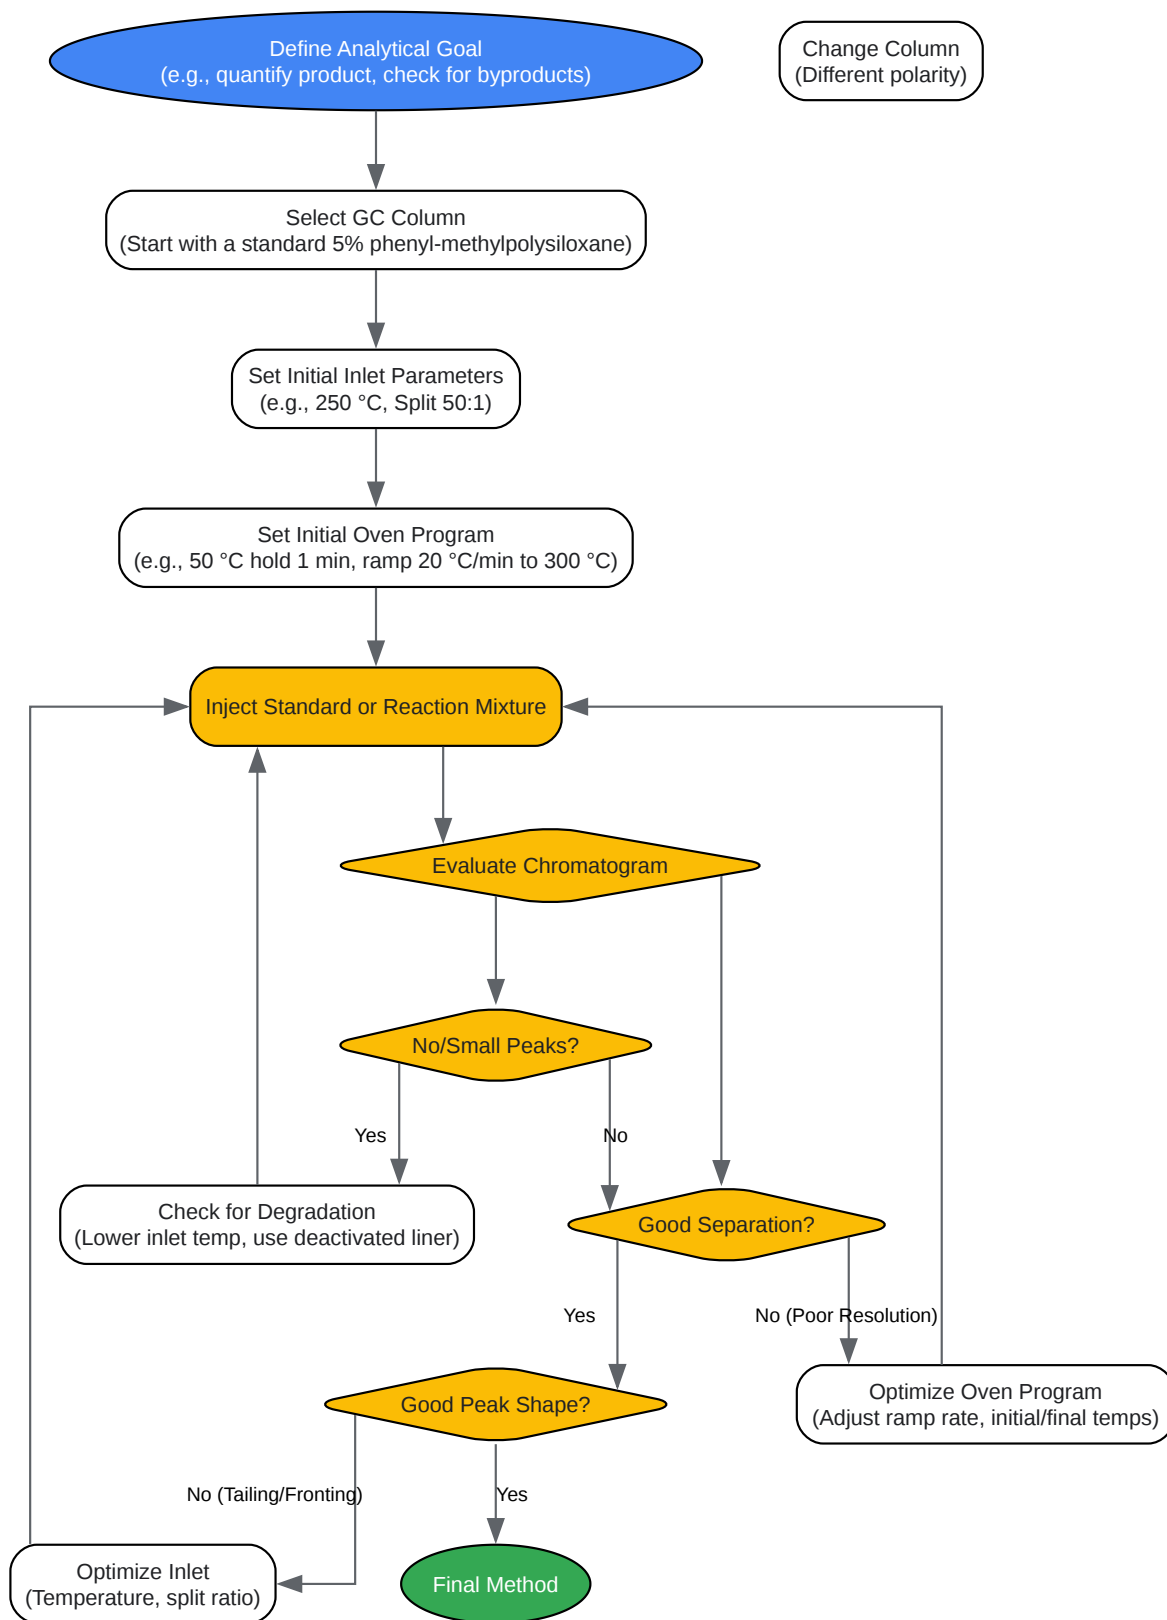 Define Analytical Goal
(e.g., quantify product, check for byproducts)
Change Column
(Different polarity)
Select GC Column
(Start with a standard 5% phenyl-methylpolysiloxane)
Set Initial Inlet Parameters
(e.g., 250 °C, Split 50:1)
Set Initial Oven Program
(e.g., 50 °C hold 1 min, ramp 20 °C/min to 300 °C)
Inject Standard or Reaction Mixture
Evaluate Chromatogram
No/Small Peaks?
Yes
No
Check for Degradation
(Lower inlet temp, use deactivated liner)
Good Separation?
Yes
No (Poor Resolution)
Good Peak Shape?
Optimize Oven Program
(Adjust ramp rate, initial/final temps)
No (Tailing/Fronting)
Yes
Optimize Inlet
(Temperature, split ratio)
Final Method